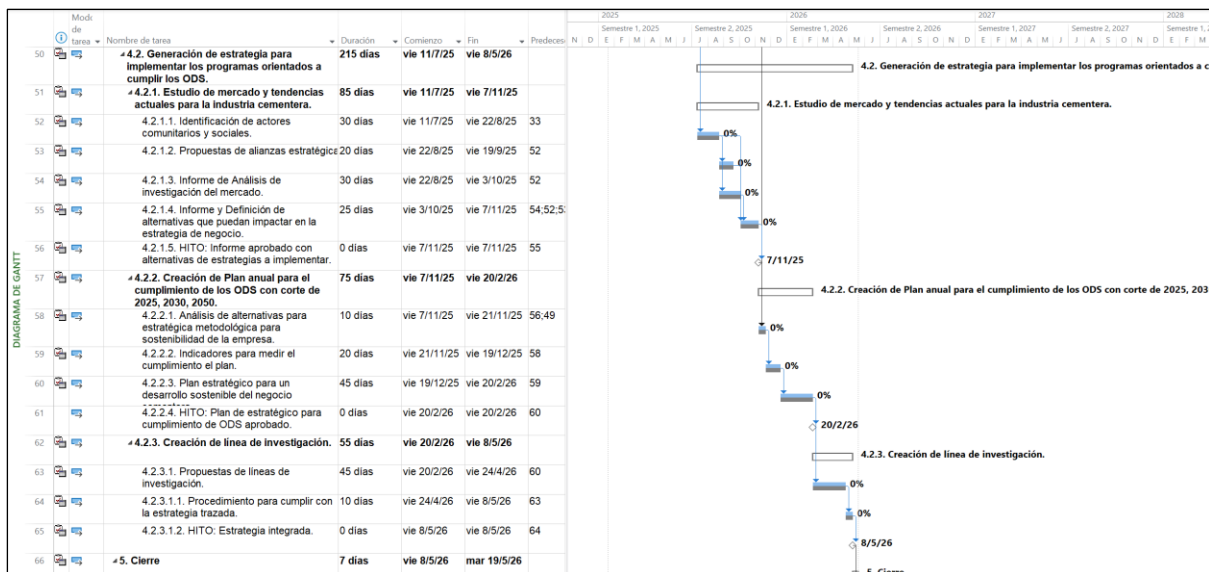 2025 2026 2027 2028
Semestre 1, 2025 Semestre 2, 2025 Semestre 1, 2026 Semestre 2, 2026 Semestre 1, 2027 Semestre 2, 2027 Semestre 1, 2
N D E F M A M J J A S O N D E F M A M J J A S O N D E F M A M J J A S O N D E F M
Modo de tarea Nombre de tarea Duración Comienzo Fin Predeces
DIAGRAMA DE GANTT
50 4.2. Generación de estrategia para 215 días vie 11/7/25 vie 8/5/26
implementar los programas orientados a
cumplir los ODS.
4.2. Generación de estrategia para implementar los programas orientados a c
51 4.2.1. Estudio de mercado y tendencias 85 días vie 11/7/25 vie 7/11/25
actuales para la industria cementera.
4.2.1. Estudio de mercado y tendencias actuales para la industria cementera.
52 4.2.1.1. Identificación de actores 30 días vie 11/7/25 vie 22/8/25 33
comunitarios y sociales.
0%
53 4.2.1.2. Propuestas de alianzas estratégica 20 días vie 22/8/25 vie 19/9/25 52
0%
54 4.2.1.3. Informe de Análisis de 30 días vie 22/8/25 vie 3/10/25 52
investigación del mercado.
0%
55 4.2.1.4. Informe y Definición de 25 días vie 3/10/25 vie 7/11/25 54;52;53
alternativas que puedan impactar en la
estrategia de negocio.
0%
56 4.2.1.5. HITO: Informe aprobado con 0 días vie 7/11/25 vie 7/11/25 55
alternativas de estrategias a implementar.
7/11/25
57 4.2.2. Creación de Plan anual para el 75 días vie 7/11/25 vie 20/2/26
cumplimiento de los ODS con corte de
2025, 2030, 2050.
4.2.2. Creación de Plan anual para el cumplimiento de los ODS con corte de 2025, 203
58 4.2.2.1. Análisis de alternativas para 10 días vie 7/11/25 vie 21/11/25 56;49
estratégica metodológica para
sostenibilidad de la empresa.
0%
59 4.2.2.2. Indicadores para medir el 20 días vie 21/11/25 vie 19/12/25 58
cumplimiento el plan.
0%
60 4.2.2.3. Plan estratégico para un 45 días vie 19/12/25 vie 20/2/26 59
desarrollo sostenible del negocio
0%
61 4.2.2.4. HITO: Plan de estratégico para 0 días vie 20/2/26 vie 20/2/26 60
cumplimiento de ODS aprobado.
20/2/26
62 4.2.3. Creación de línea de investigación. 55 días vie 20/2/26 vie 8/5/26
4.2.3. Creación de línea de investigación.
63 4.2.3.1. Propuestas de líneas de 45 días vie 20/2/26 vie 24/4/26 60
investigación.
0%
64 4.2.3.1.1. Procedimiento para cumplir con 10 días vie 24/4/26 vie 8/5/26 63
la estrategia trazada.
0%
65 4.2.3.1.2. HITO: Estrategia integrada. 0 días vie 8/5/26 vie 8/5/26 64
8/5/26
66 5. Cierre 7 días vie 8/5/26 mar 19/5/26
5. Cierre